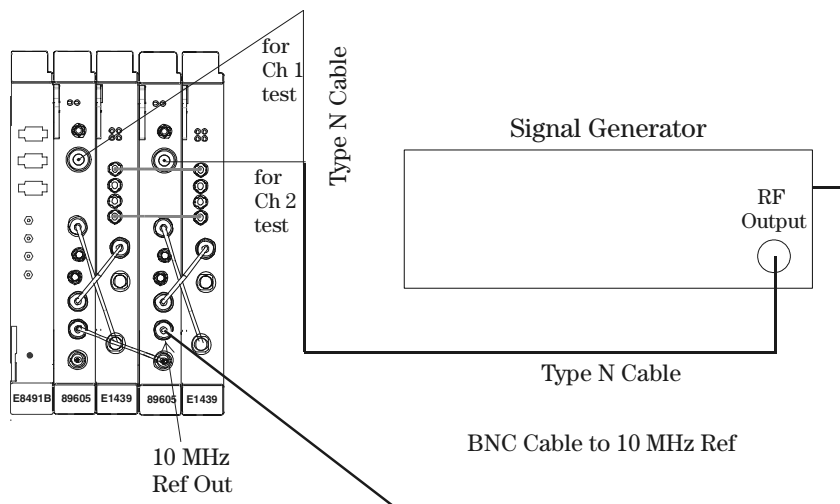 for
Ch 1
test
Type N Cable
for
Ch 2
test
Signal Generator
RF
Output
Type N Cable
E8491B
89605
E1439
89605
E1439
10 MHz
Ref Out
BNC Cable to 10 MHz Ref